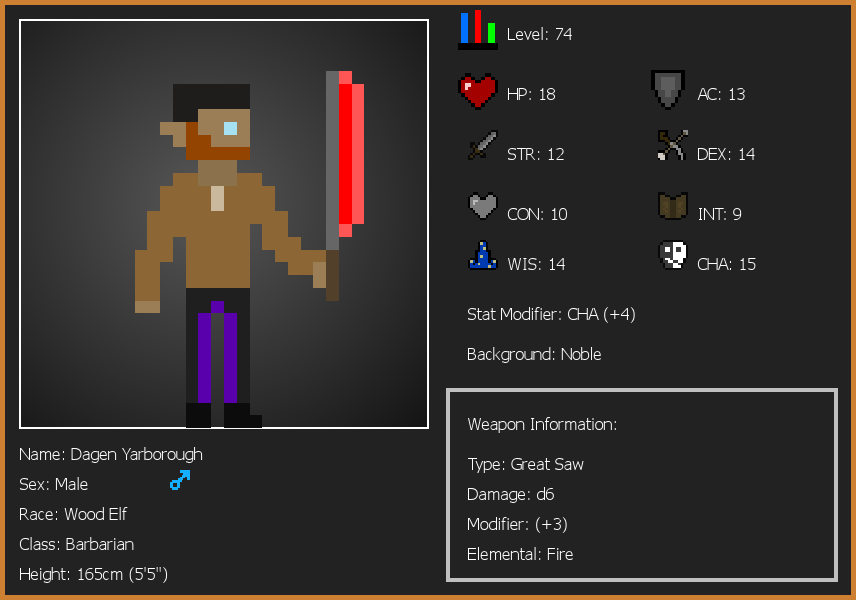 Level: 74
HP: 18
AC: 13
STR: 12
DEX: 14
CON: 10
INT: 9
WIS: 14
CHA: 15
Stat Modifier: CHA (+4)
Background: Noble
Weapon Information:
Type: Great Saw
Damage: d6
Modifier: (+3)
Elemental: Fire
Name: Dagen Yarborough
Sex: Male
Race: Wood Elf
Class: Barbarian
Height: 165cm (5'5")